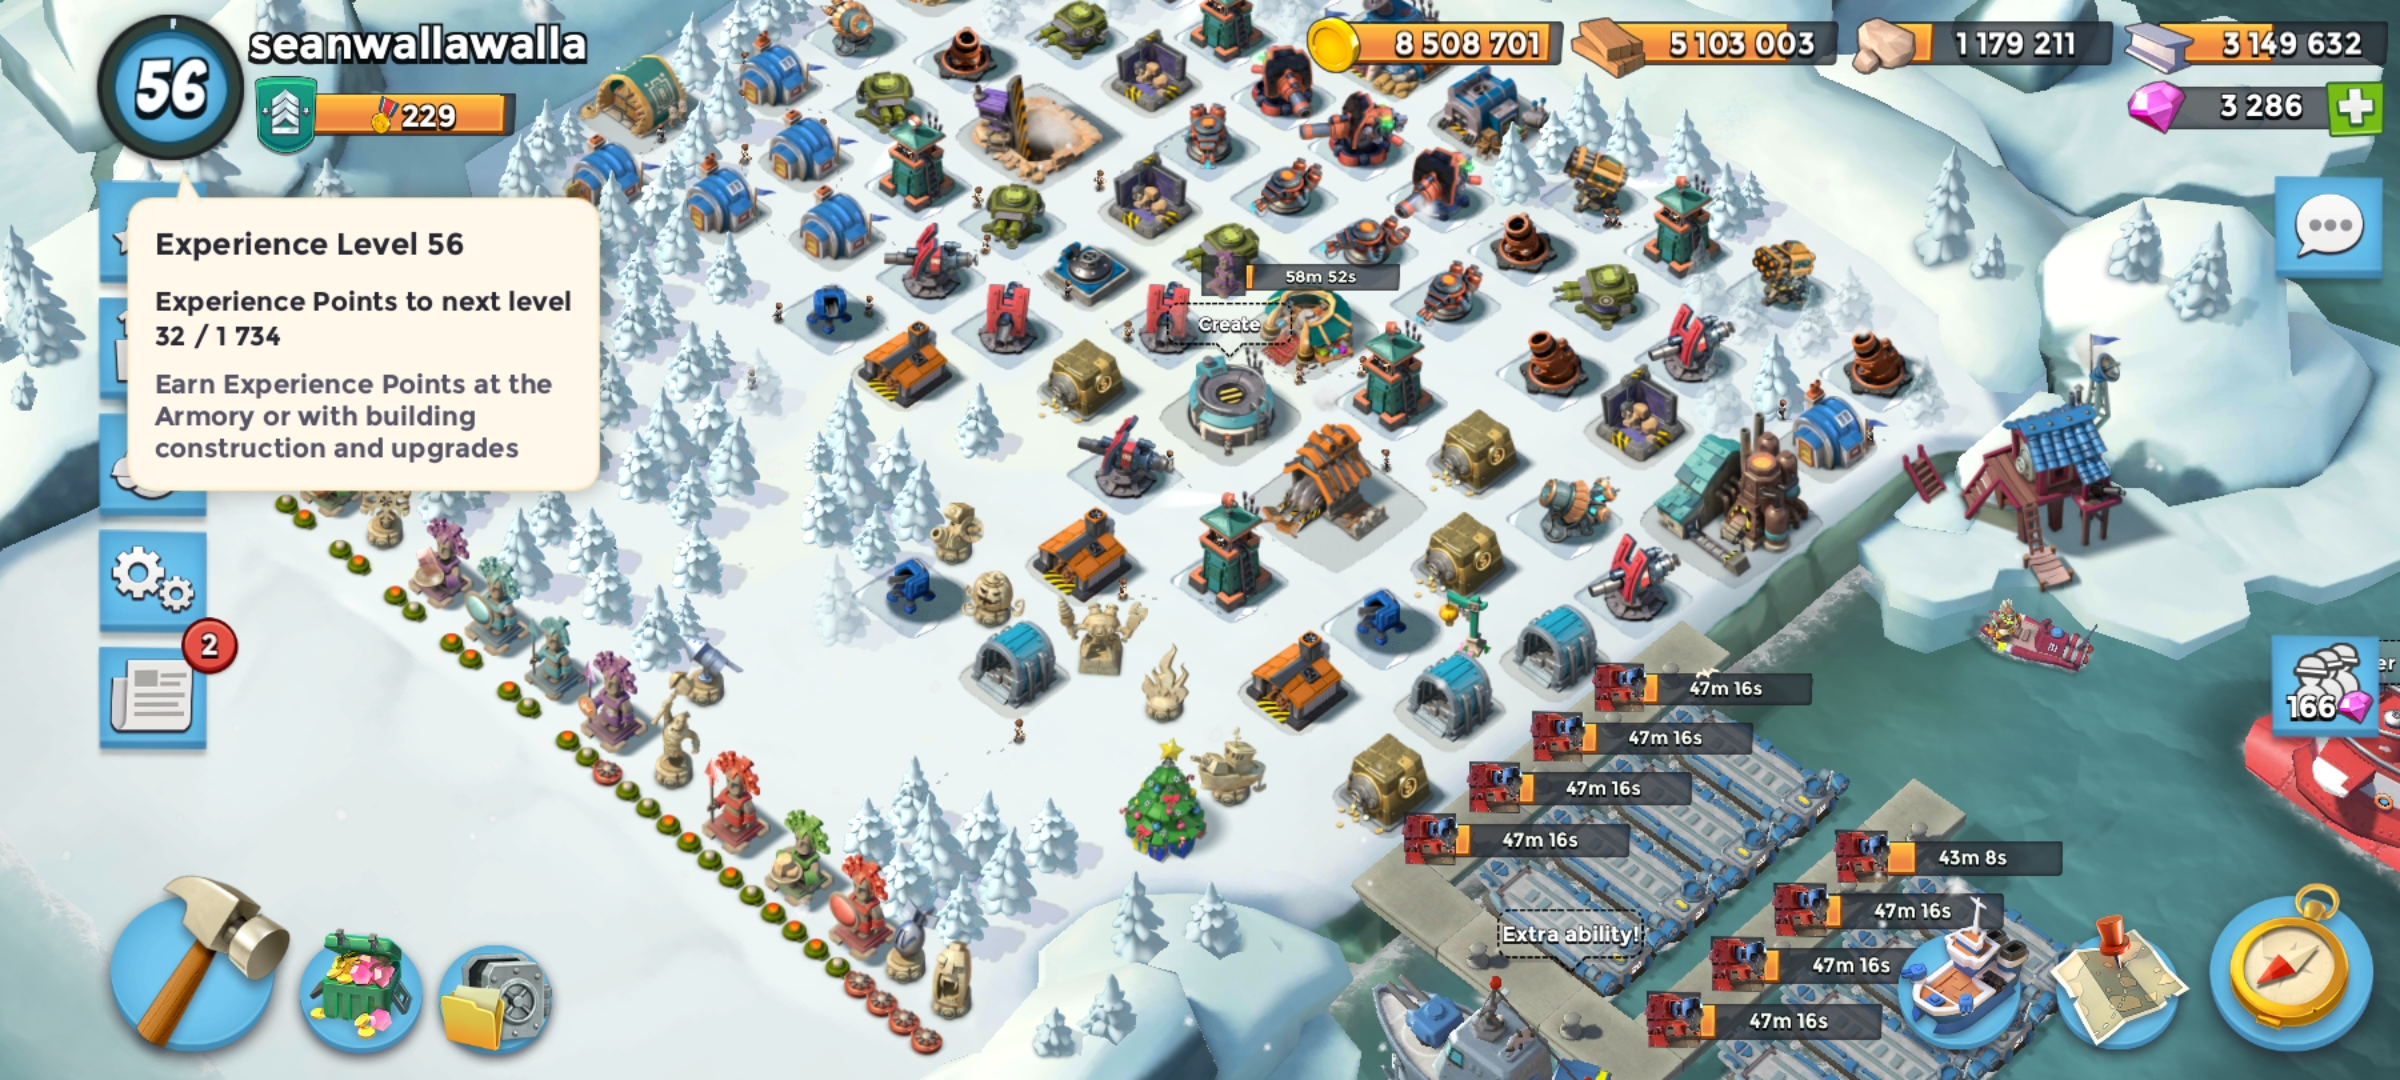 56
seanwallawalla
229
8 508 701
5 103 003
1 179 211
3 149 632
3 286
Experience Level 56
Experience Points to next level
32 / 1 734
Earn Experience Points at the
Armory or with building
construction and upgrades
58m 52s
Create
2
166
47m 16s
47m 16s
47m 16s
47m 16s
43m 8s
47m 16s
47m 16s
47m 16s
Extra ability!